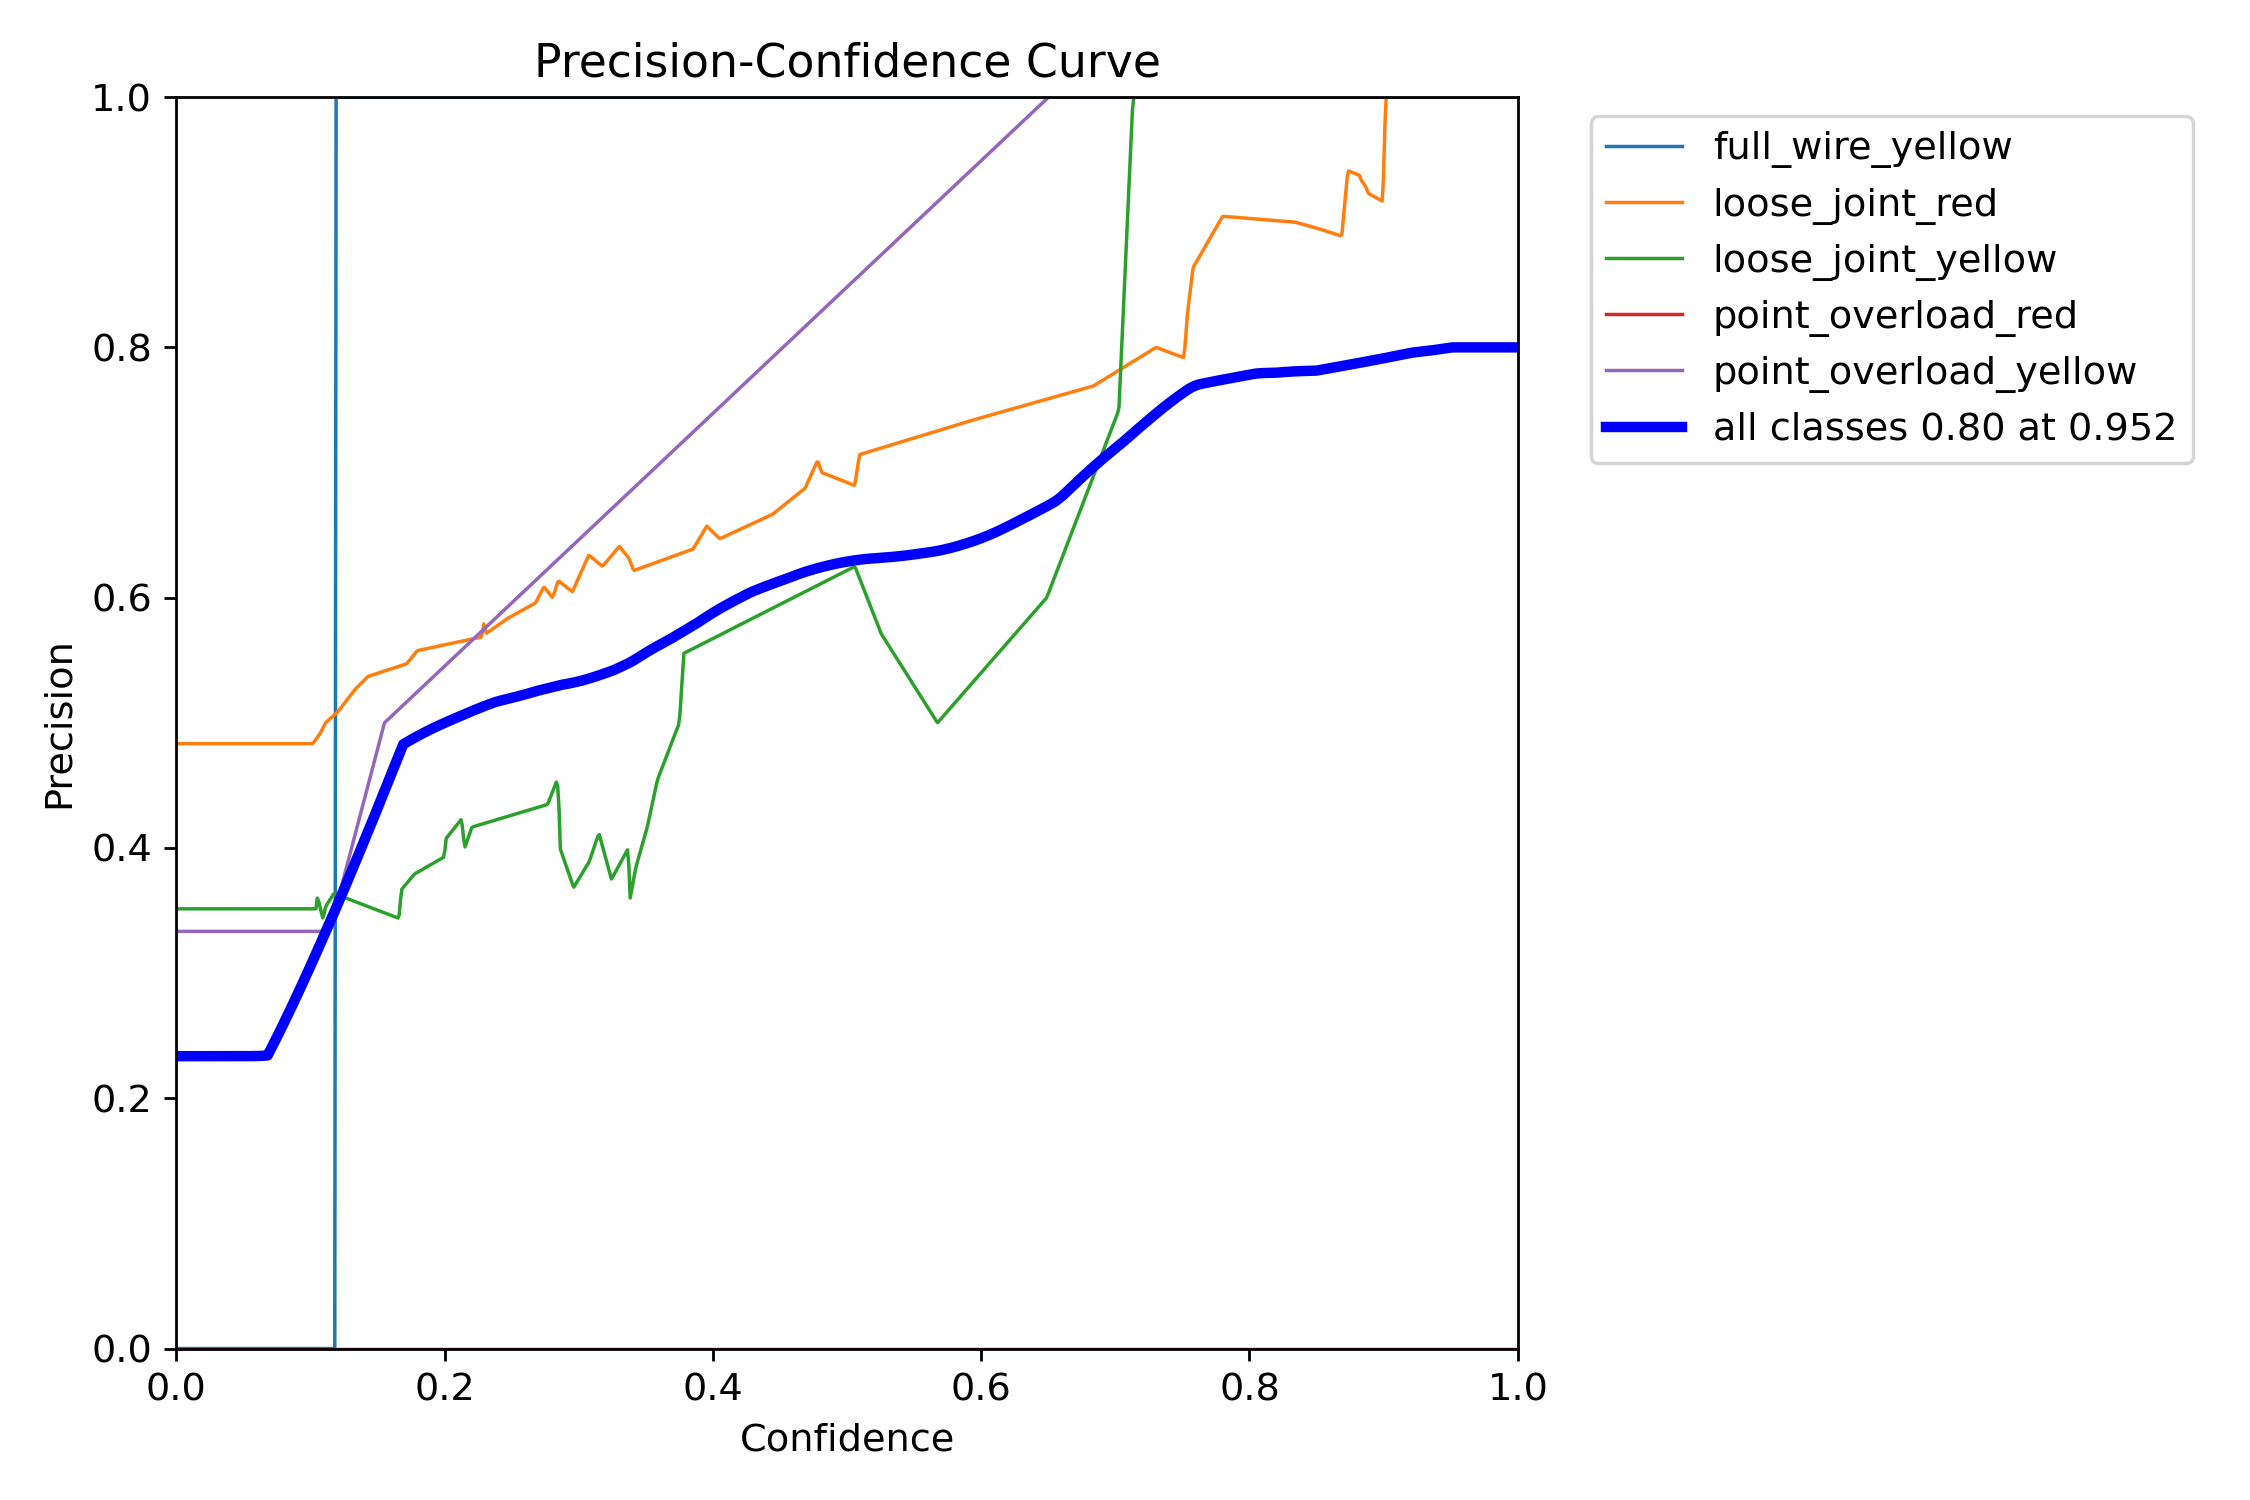 Precision-Confidence Curve
1.0
0.8
0.6
0.4
0.2
0.0
Precision
0.0 0.2 0.4 0.6 0.8 1.0
Confidence
full_wire_yellow
loose_joint_red
loose_joint_yellow
point_overload_red
point_overload_yellow
all classes 0.80 at 0.952